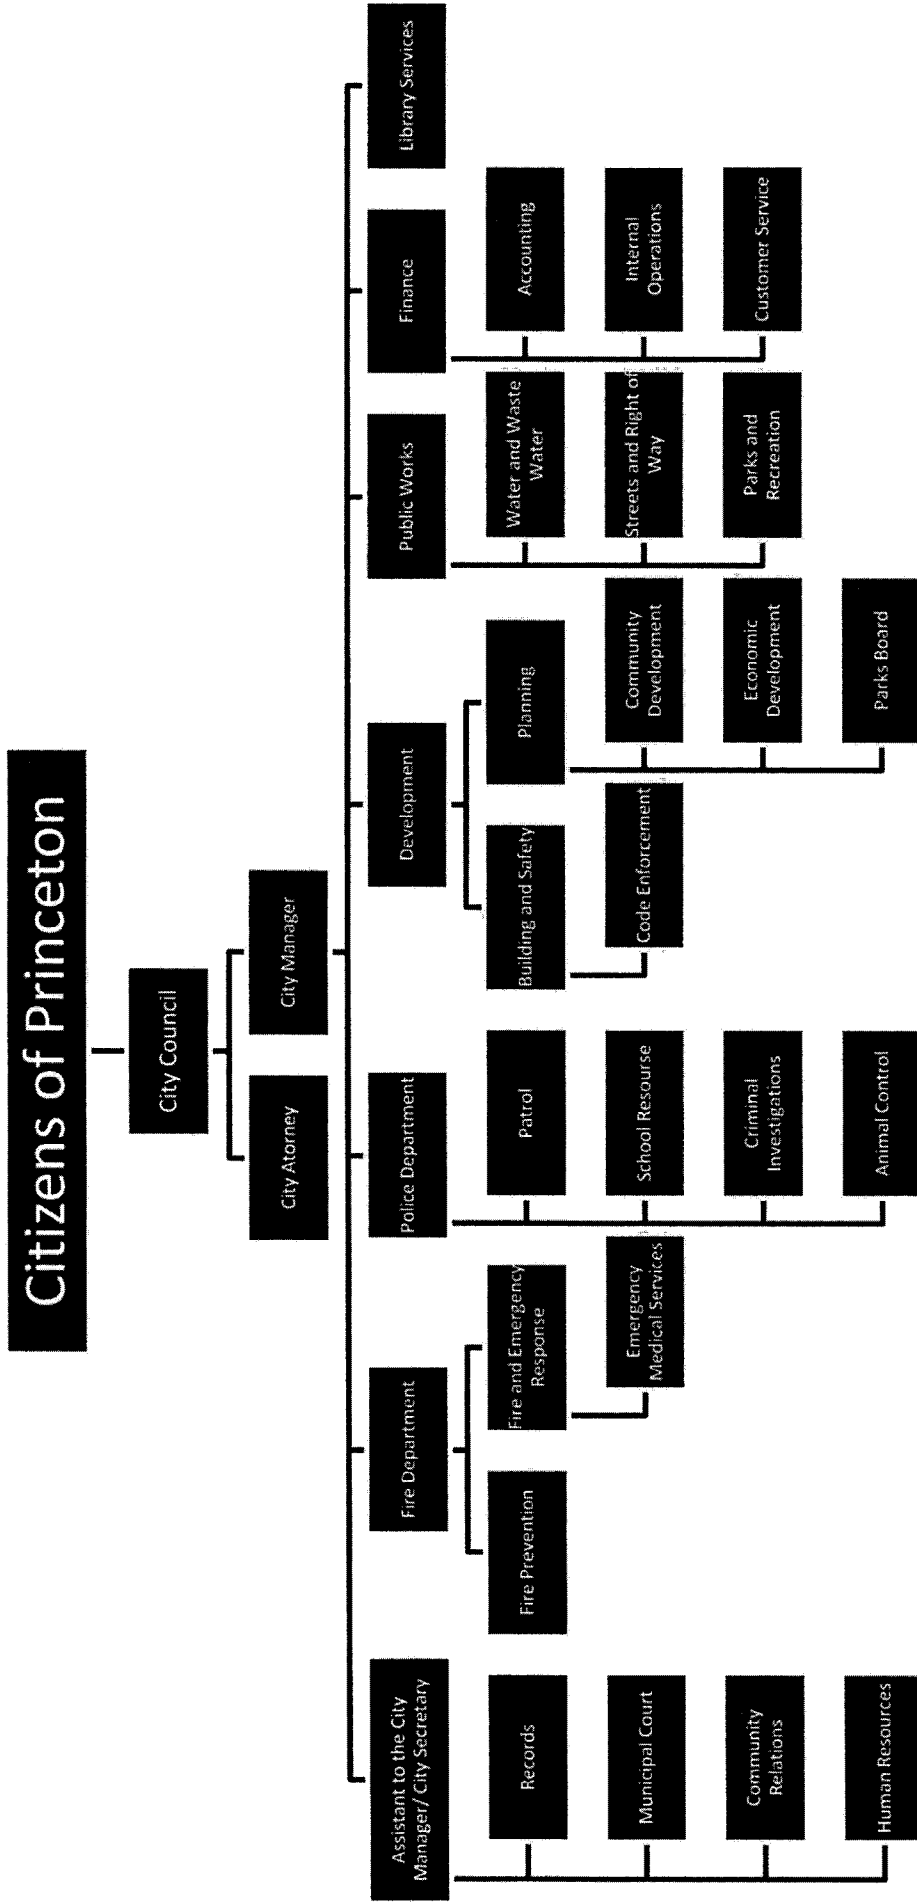 Citizens of Princeton
City Council
City Atorney
City Manager
Assistant to the City
Manager/ City Secretary
Records
Municipal Court
Community
Relations
Human Resources
Fire Department
Fire Prevention
Fire and Emergency
Response
Emergency
Medical Services
Police Department
Patrol
School Resourse
Criminal
Investigations
Animal Control
Development
Building and Safety
Code Enforcement
Planning
Community
Development
Economic
Development
Parks Board
Public Works
Water and Waste
Water
Streets and Right of
Way
Parks and
Recreation
Finance
Accounting
Internal
Operations
Customer Service
Library Services